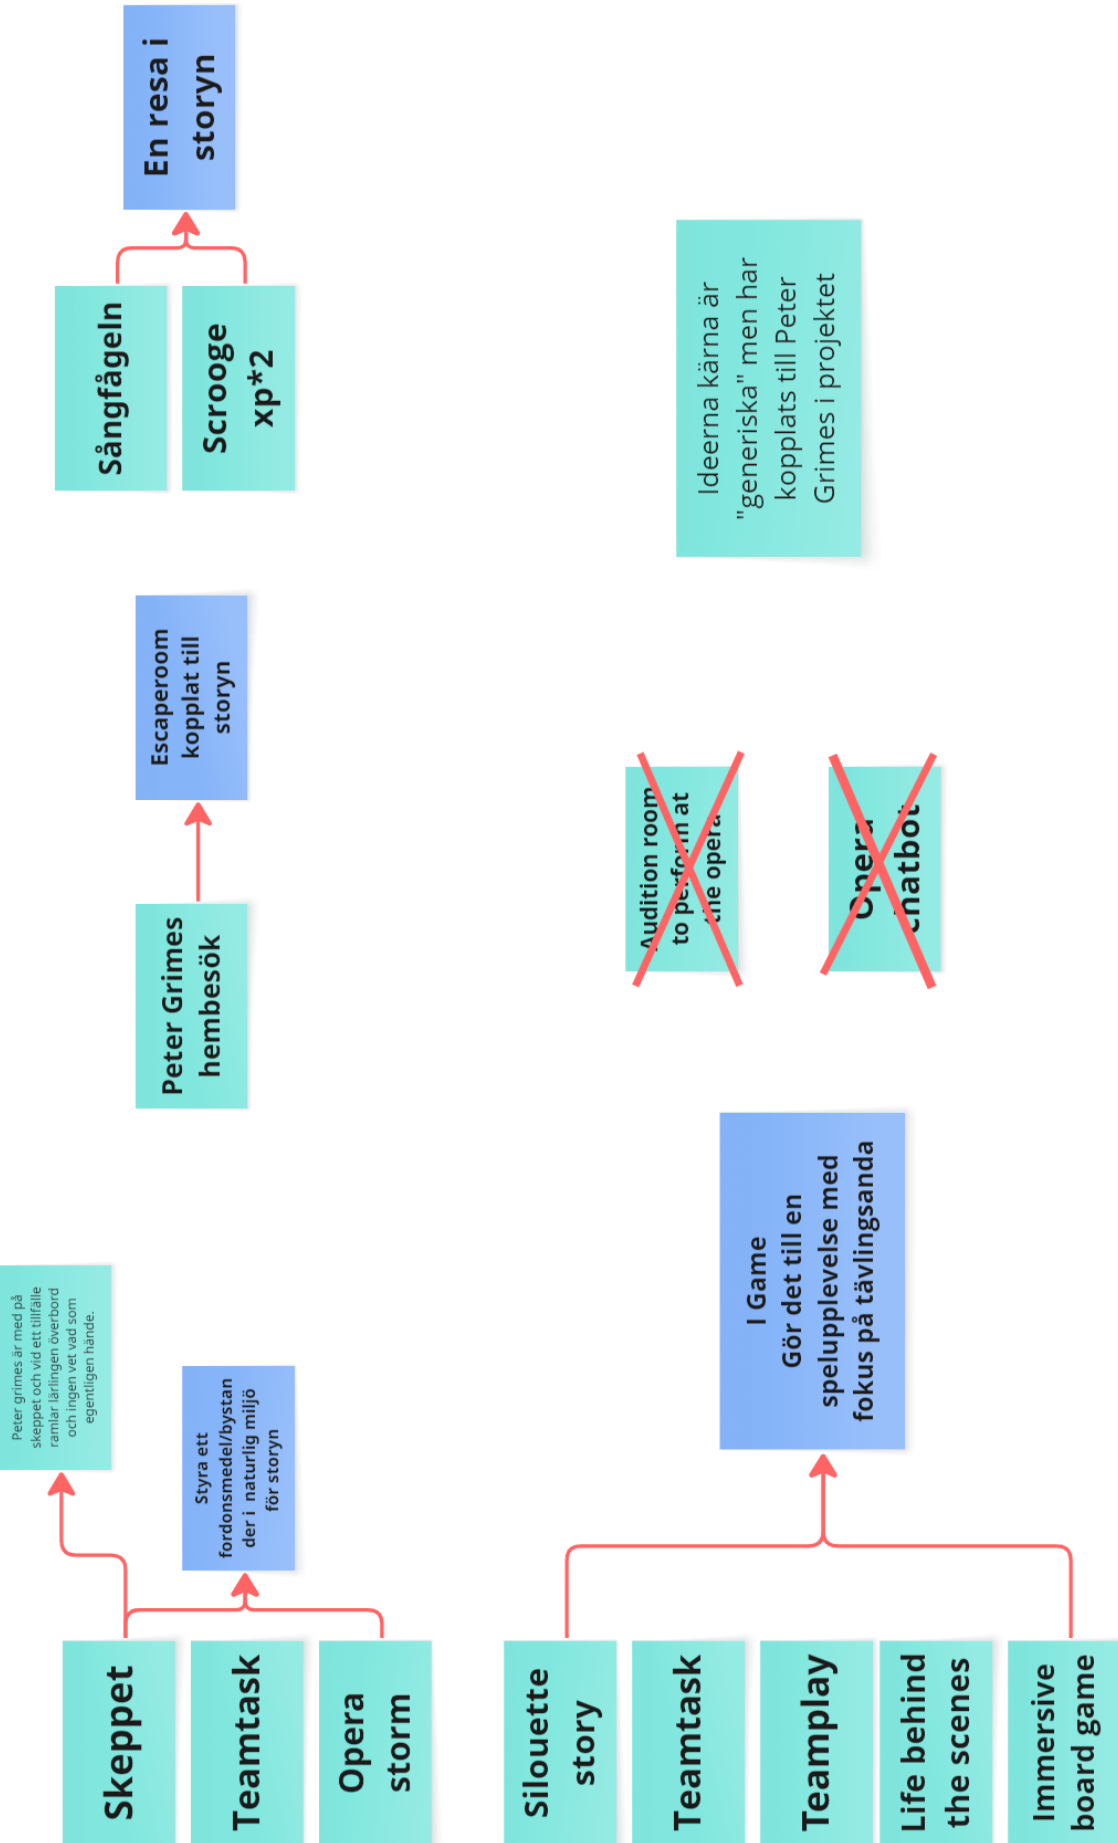 Peter grimes är med på
skeppet och vid ett tillfälle
ramlar lärlingen överbord
och ingen vet vad som
egentligen hände.
Skeppet
Teamtask
Opera
storm
Styra ett
fordonsmedel/bystan
der i naturlig miljö
för storyn
Peter Grimes
hembesök
Escaperoom
kopplat till
storyn
Sångfågeln
Scrooge
xp*2
En resa i
storyn
Silouette
story
Teamtask
Teamplay
Life behind
the scenes
Immersive
board game
I Game
Gör det till en
spelupplevelse med
fokus på tävlingsanda
Audition room
to perform at
the opera
Opera
chatbot
Ideerna kärna är
"generiska" men har
kopplats till Peter
Grimes i projektet